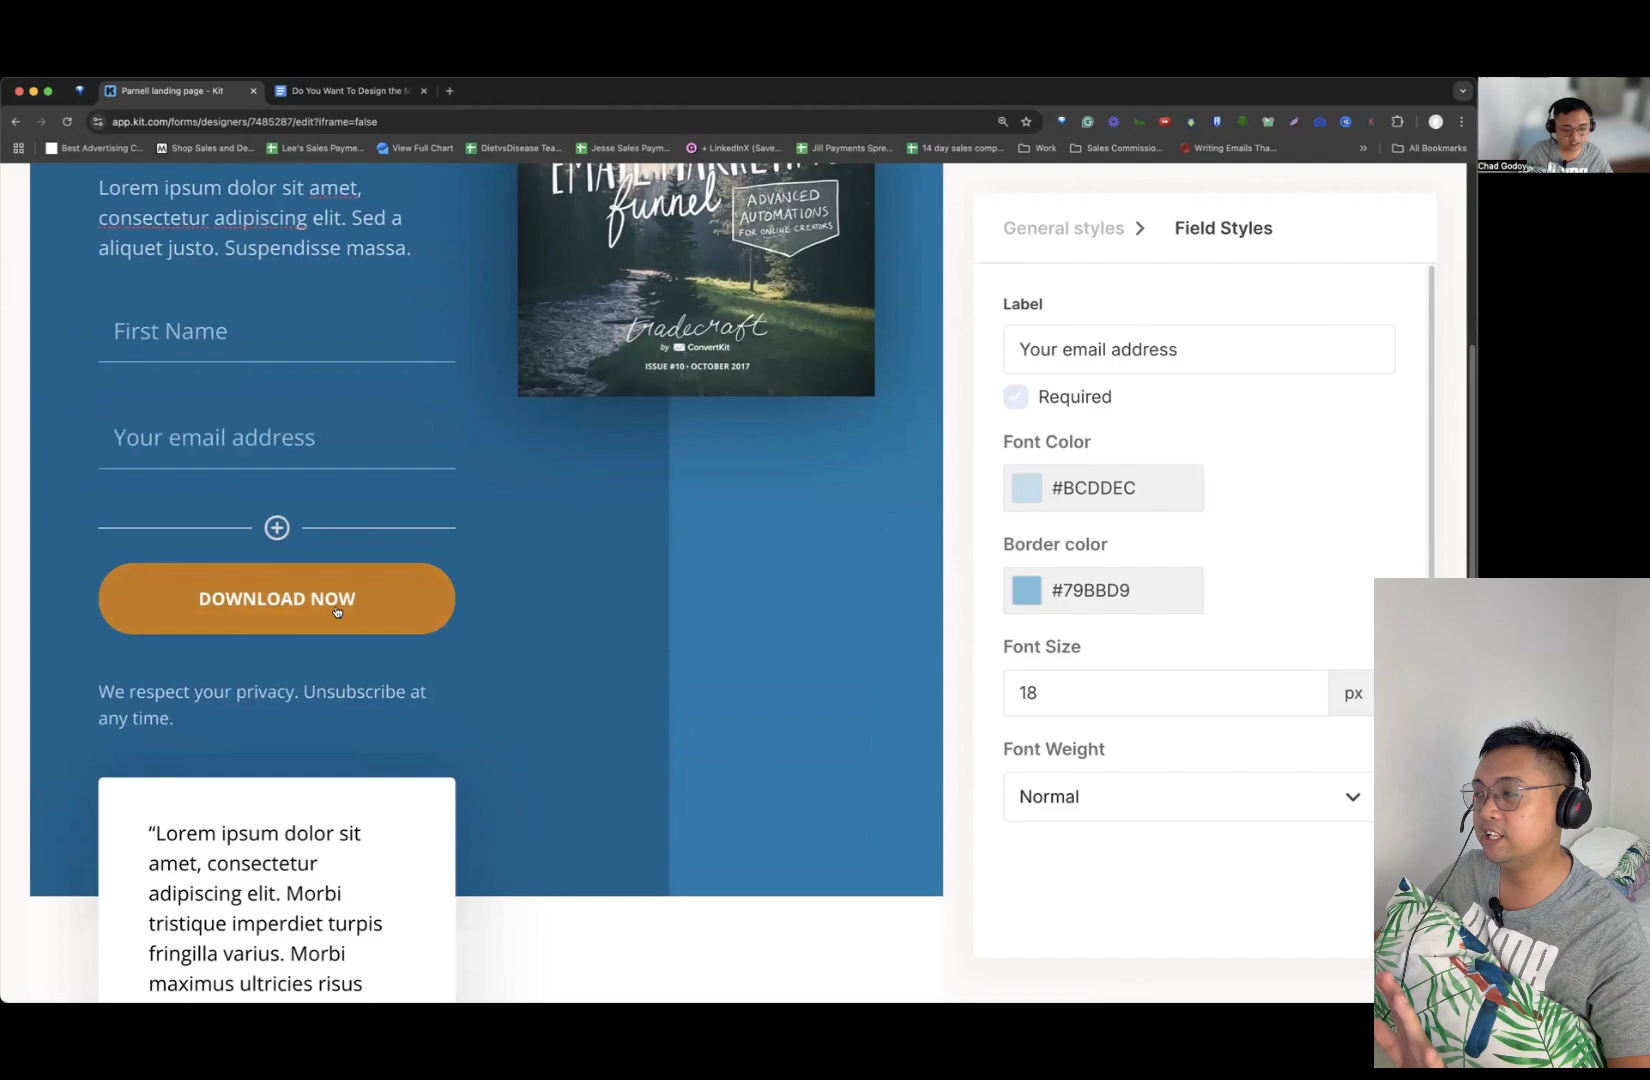 Parnell landing page - Kit
Do You Want To Design the M
app.kit.com/forms/designers/7485287/edit?iframe=false
Best Advertising C...
Shop Sales and De...
Lee's Sales Payme...
View Full Chart
DietvsDisease Tea...
Jesse Sales Paym...
+ LinkedInX (Save...
Jill Payments Spre...
14 day sales comp...
Work
Sales Commissio...
Writing Emails Tha...
All Bookmarks
Chad Godoy
Lorem ipsum dolor sit amet,
consectetur adipiscing elit. Sed a
aliquet justo. Suspendisse massa.
First Name
Your email address
DOWNLOAD NOW
We respect your privacy. Unsubscribe at
any time.
“Lorem ipsum dolor sit
amet, consectetur
adipiscing elit. Morbi
tristique imperdiet turpis
fringilla varius. Morbi
maximus ultricies risus
funnel
ADVANCED
AUTOMATIONS
FOR ONLINE CREATORS
tradecraft
by ConvertKit
ISSUE #10 • OCTOBER 2017
General styles
Field Styles
Label
Your email address
Required
Font Color
#BCDDEC
Border color
#79BBD9
Font Size
18
px
Font Weight
Normal